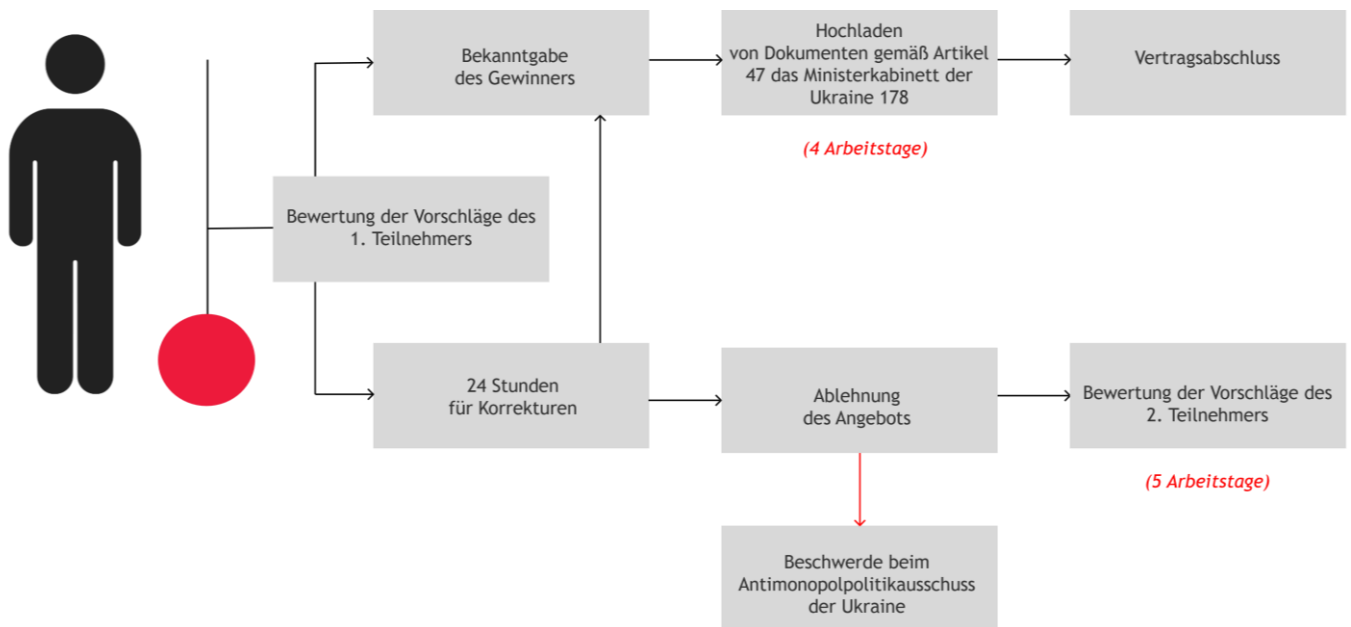 Bekanntgabe
des Gewinners
Hochladen
von Dokumenten gemäß Artikel
47 das Ministerkabinett der
Ukraine 178
(4 Arbeitstage)
Vertragsabschluss
Bewertung der Vorschläge des
1. Teilnehmers
24 Stunden
für Korrekturen
Ablehnung
des Angebots
Bewertung der Vorschläge des
2. Teilnehmers
(5 Arbeitstage)
Beschwerde beim
Antimonopolpolitikausschuss
der Ukraine